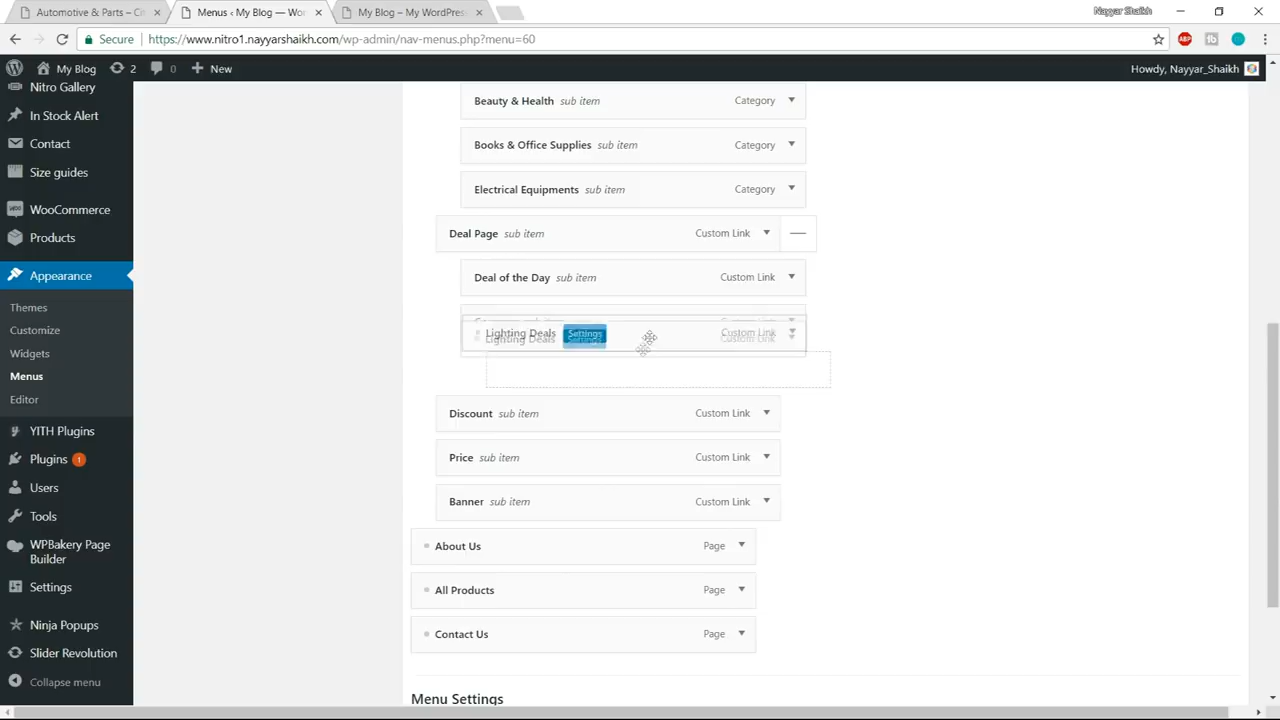 Automotive & Parts – Cit
Menus ‹ My Blog — Wor
My Blog – My WordPress
Nayyar Shaikh
Secure
https://www.nitro1.nayyarshaikh.com/wp-admin/nav-menus.php?menu=60
ABP
My Blog
2
0
New
Howdy, Nayyar_Shaikh
Nitro Gallery
In Stock Alert
Contact
Size guides
WooCommerce
Products
Appearance
Themes
Customize
Widgets
Menus
Editor
YITH Plugins
Plugins 1
Users
Tools
WPBakery Page
Builder
Settings
Ninja Popups
Slider Revolution
Collapse menu
Beauty & Health sub item Category
Books & Office Supplies sub item Category
Electrical Equipments sub item Category
Deal Page sub item Custom Link
Deal of the Day sub item Custom Link
Lighting Deals Settings Custom Link
Discount sub item Custom Link
Price sub item Custom Link
Banner sub item Custom Link
About Us Page
All Products Page
Contact Us Page
Menu Settings